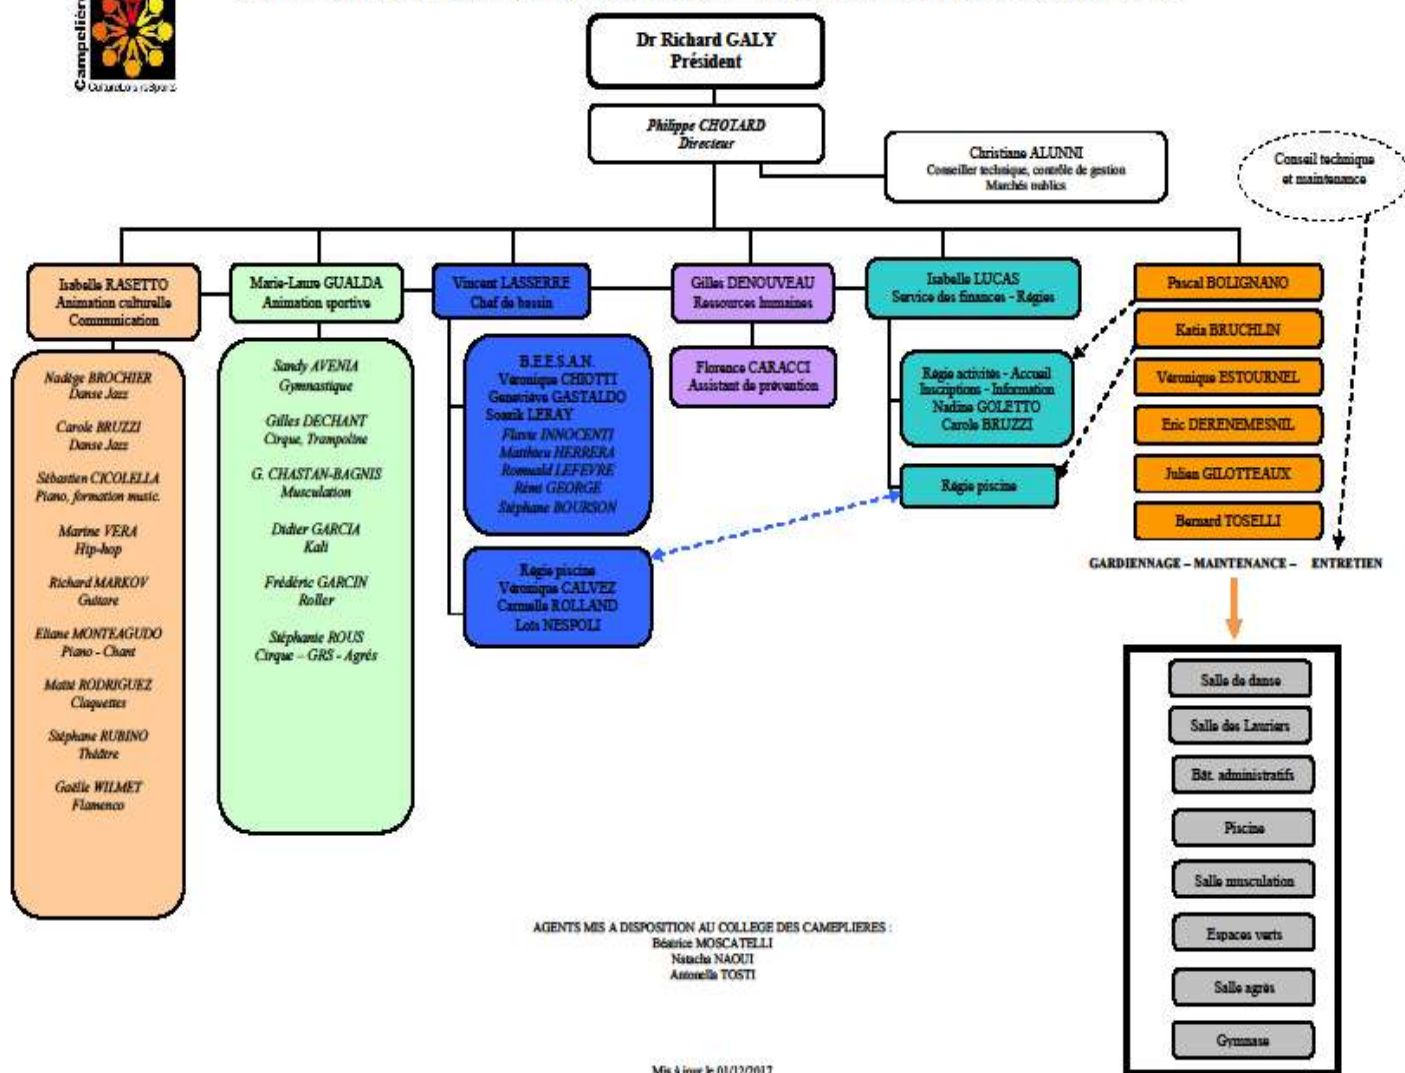 Campelières
CultureLoisirsSports
Dr Richard GALY
Président
Philippe CHOTARD
Directeur
Christiane ALUNNI
Conseiller technique, contrôle de gestion
Marchés publics
Conseil technique
et maintenance
Isabelle RASETTO
Animation culturelle
Communication
Marie-Laure GUALDA
Animation sportive
Vincent LASSERRE
Chef de bassin
Gilles DENOUVEAU
Ressources humaines
Isabelle LUCAS
Service des finances - Régies
Pascal BOLIGNANO
Katia BRUCHLIN
Véronique ESTOURNEL
Eric DERENEMESNIL
Julien GILOTTEAUX
Bernard TOSELLI
GARDIENNAGE – MAINTENANCE – ENTRETIEN
Nadège BROCHIER
Danse Jazz
Carole BRUZZI
Danse Jazz
Sébastien CICOLELLA
Piano, formation music.
Marine VERA
Hip-hop
Richard MARKOV
Guitare
Eliane MONTEAGUDO
Piano - Chant
Maïté RODRIGUEZ
Claquettes
Stéphane RUBINO
Théâtre
Gaëlle WILMET
Flamenco
Sandy AVENIA
Gymnastique
Gilles DECHANT
Cirque, Trampoline
G. CHASTAN-BAGNIS
Musculation
Didier GARCIA
Kali
Frédéric GARCIN
Roller
Stéphanie ROUS
Cirque – GRS - Agrès
B.E.E.S.A.N.
Véronique CHIOTTI
Geneviève GASTALDO
Soazik LERAY
Flavie INNOCENTI
Matthieu HERRERA
Romuald LEFEVRE
Rémi GEORGE
Stéphane BOURSON
Régie piscine
Véronique CALVEZ
Carmelle ROLLAND
Loïs NESPOLI
Florence CARACCI
Assistant de prévention
Régie activités - Accueil
Inscriptions - Information
Nadine GOLETTO
Carole BRUZZI
Régie piscine
Salle de danse
Salle des Lauriers
Bât. administratifs
Piscine
Salle musculation
Espaces verts
Salle agrès
Gymnase
AGENTS MIS A DISPOSITION AU COLLEGE DES CAMEPLIERES :
Béatrice MOSCATELLI
Natacha NAOUI
Antonella TOSTI
Mis A jour le 01/12/2017